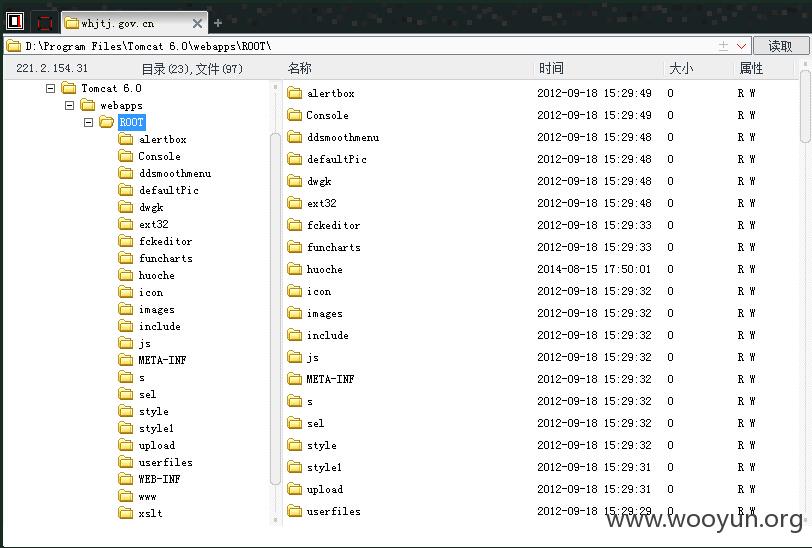 whjtj.gov.cn
D:\Program Files\Tomcat 6.0\webapps\ROOT\ 读取
221.2.154.31 目录(23),文件(97) 名称 时间 大小 属性
Tomcat 6.0
webapps
ROOT
alertbox
Console
ddsmoothmenu
defaultPic
dwgk
ext32
fckeditor
funcharts
huoche
icon
images
include
js
META-INF
s
sel
style
style1
upload
userfiles
WEB-INF
www
xslt
alertbox 2012-09-18 15:29:49 0 R W
Console 2012-09-18 15:29:49 0 R W
ddsmoothmenu 2012-09-18 15:29:48 0 R W
defaultPic 2012-09-18 15:29:48 0 R W
dwgk 2012-09-18 15:29:48 0 R W
ext32 2012-09-18 15:29:48 0 R W
fckeditor 2012-09-18 15:29:33 0 R W
funcharts 2012-09-18 15:29:33 0 R W
huoche 2014-08-15 17:50:01 0 R W
icon 2012-09-18 15:29:32 0 R W
images 2012-09-18 15:29:32 0 R W
include 2012-09-18 15:29:32 0 R W
js 2012-09-18 15:29:32 0 R W
META-INF 2012-09-18 15:29:32 0 R W
s 2012-09-18 15:29:32 0 R W
sel 2012-09-18 15:29:32 0 R W
style 2012-09-18 15:29:32 0 R W
style1 2012-09-18 15:29:31 0 R W
upload 2012-09-18 15:29:31 0 R W
userfiles 2012-09-18 15:29:29 0 R W
www.wooyun.org